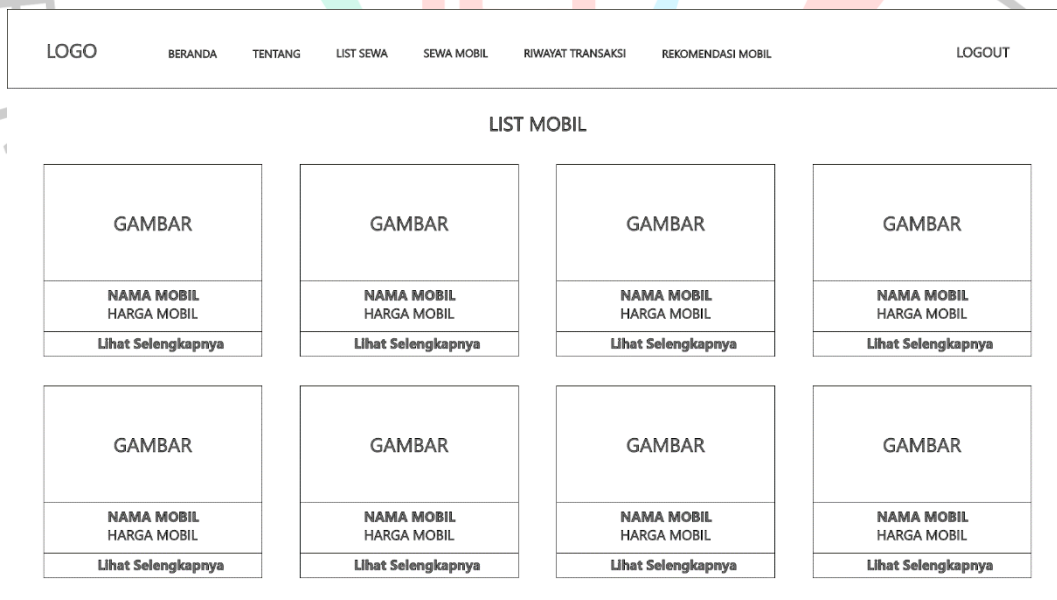 LOGO BERANDA TENTANG LIST SEWA SEWA MOBIL RIWAYAT TRANSAKSI REKOMENDASI MOBIL LOGOUT
LIST MOBIL
GAMBAR GAMBAR GAMBAR GAMBAR
NAMA MOBIL NAMA MOBIL NAMA MOBIL NAMA MOBIL
HARGA MOBIL HARGA MOBIL HARGA MOBIL HARGA MOBIL
Lihat Selengkapnya Lihat Selengkapnya Lihat Selengkapnya Lihat Selengkapnya
GAMBAR GAMBAR GAMBAR GAMBAR
NAMA MOBIL NAMA MOBIL NAMA MOBIL NAMA MOBIL
HARGA MOBIL HARGA MOBIL HARGA MOBIL HARGA MOBIL
Lihat Selengkapnya Lihat Selengkapnya Lihat Selengkapnya Lihat Selengkapnya